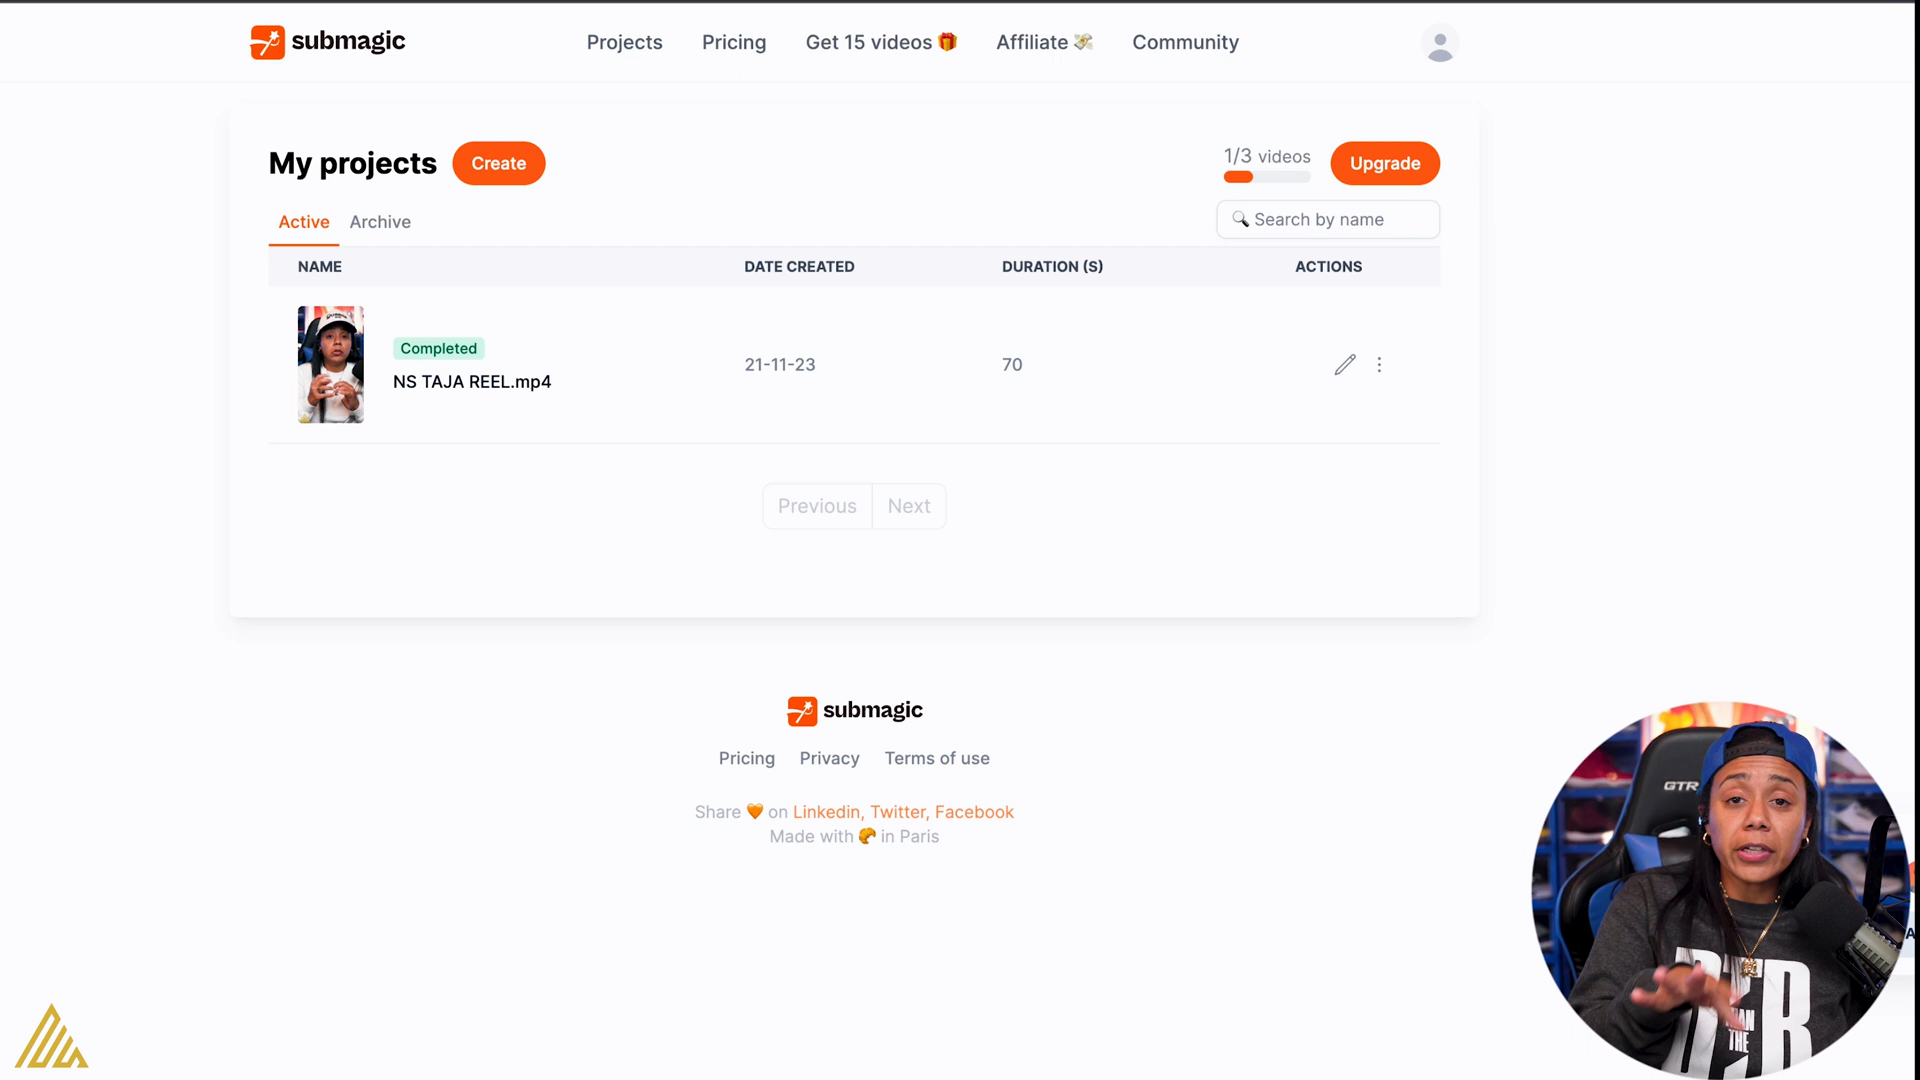 submagic
Projects
Pricing
Get 15 videos
Affiliate
Community
My projects
Create
1/3 videos
Upgrade
Active
Archive
Search by name
NAME
DATE CREATED
DURATION (S)
ACTIONS
Completed
NS TAJA REEL.mp4
21-11-23
70
Previous
Next
submagic
Pricing
Privacy
Terms of use
Share 🧡 on Linkedin, Twitter, Facebook
Made with 🥐 in Paris
GTR
THE